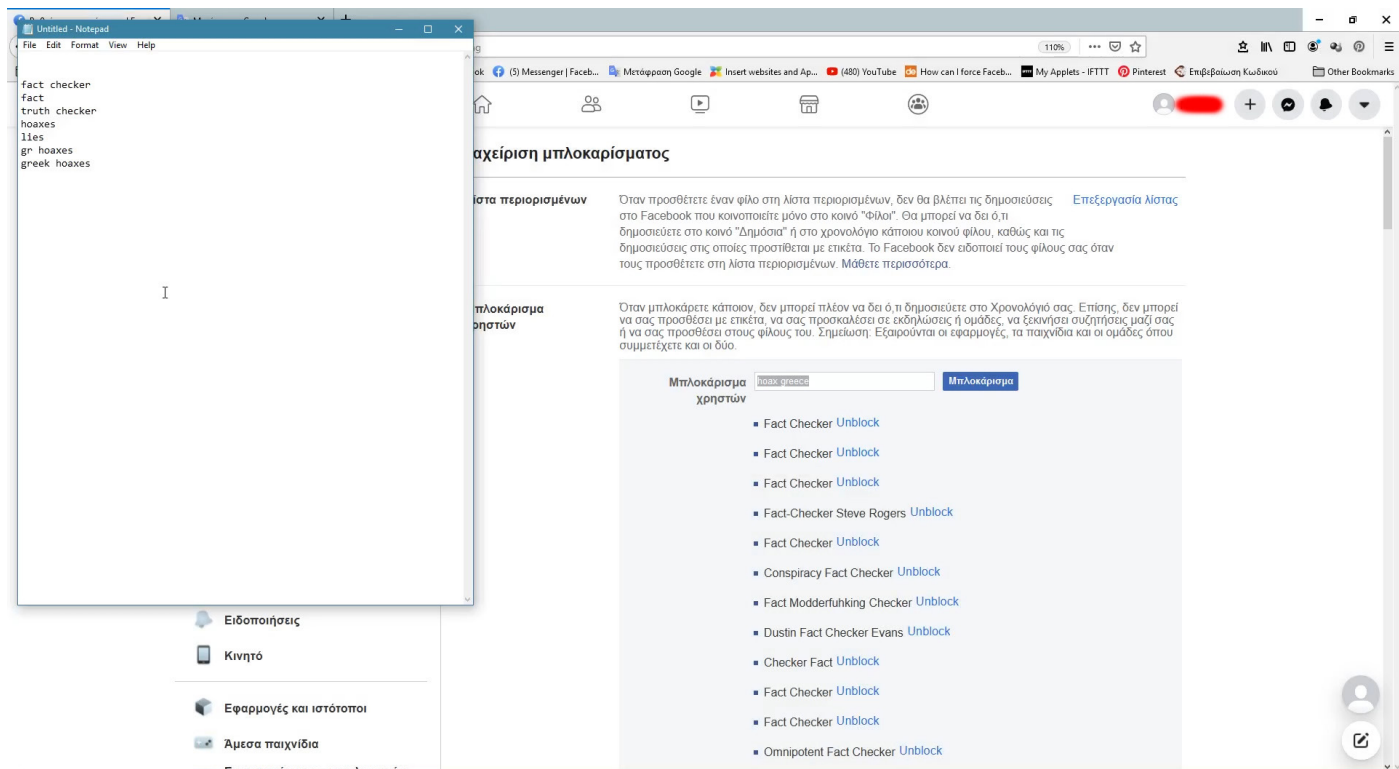 Untitled - Notepad
File Edit Format View Help
fact checker
fact
truth checker
hoaxes
lies
gr hoaxes
greek hoaxes
110%
(5) Messenger | Faceb...
Μετάφραση Google
Insert websites and Ap...
(480) YouTube
How can I force Faceb...
My Applets - IFTTT
Pinterest
Επιβεβαίωση Κωδικού
Other Bookmarks
αχείριση μπλοκαρίσματος
ίστα περιορισμένων
Όταν προσθέτετε έναν φίλο στη λίστα περιορισμένων, δεν θα βλέπει τις δημοσιεύσεις
στο Facebook που κοινοποιείτε μόνο στο κοινό "Φίλοι". Θα μπορεί να δει ό,τι
δημοσιεύετε στο κοινό "Δημόσια" ή στο χρονολόγιο κάποιου κοινού φίλου, καθώς και τις
δημοσιεύσεις στις οποίες προστίθεται με ετικέτα. Το Facebook δεν ειδοποιεί τους φίλους σας όταν
τους προσθέτετε στη λίστα περιορισμένων. Μάθετε περισσότερα.
Επεξεργασία λίστας
πλοκάρισμα
ρηστών
Όταν μπλοκάρετε κάποιον, δεν μπορεί πλέον να δει ό,τι δημοσιεύετε στο Χρονολόγιό σας. Επίσης, δεν μπορεί
να σας προσθέσει με ετικέτα, να σας προσκαλέσει σε εκδηλώσεις ή ομάδες, να ξεκινήσει συζητήσεις μαζί σας
ή να σας προσθέσει στους φίλους του. Σημείωση: Εξαιρούνται οι εφαρμογές, τα παιχνίδια και οι ομάδες όπου
συμμετέχετε και οι δύο.
Μπλοκάρισμα
χρηστών
hoax greece
Μπλοκάρισμα
Fact Checker Unblock
Fact Checker Unblock
Fact Checker Unblock
Fact-Checker Steve Rogers Unblock
Fact Checker Unblock
Conspiracy Fact Checker Unblock
Fact Modderfuhking Checker Unblock
Dustin Fact Checker Evans Unblock
Checker Fact Unblock
Fact Checker Unblock
Fact Checker Unblock
Omnipotent Fact Checker Unblock
Ειδοποιήσεις
Κινητό
Εφαρμογές και ιστότοποι
Άμεσα παιχνίδια